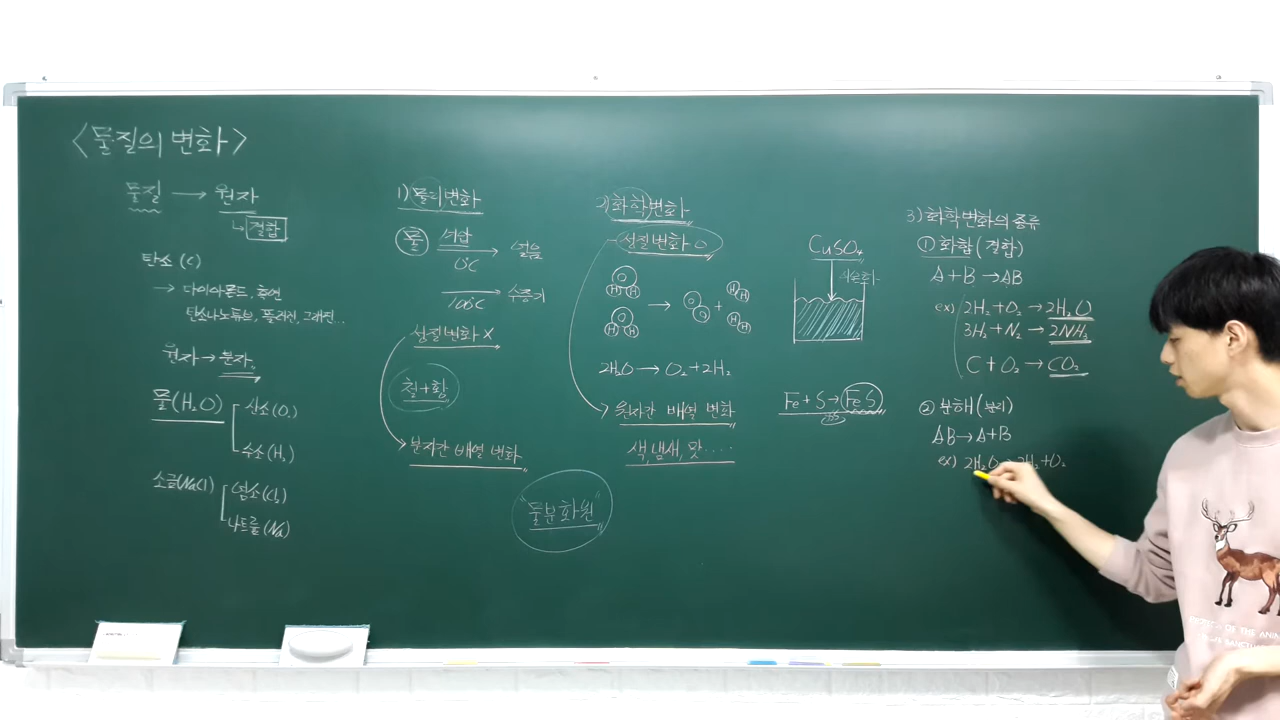 <물질의 변화>
물질 → 원자
↳ 결합
탄소 (C)
→ 다이아몬드, 흑연
탄소나노튜브, 풀러렌, 그래핀...
원자 → 분자
물(H₂O) 산소(O₂)
수소(H₂)
소금(NaCl) 염소(Cl₂)
나트륨(Na)
1) 물리변화
물 냉각 얼음
0℃
100℃ 수증기
성질변화 X
철+황
분자간 배열 변화
2) 화학변화
성질변화 O
O H H → O O + H H
O H H H H
2H₂O → O₂ + 2H₂
원자간 배열 변화
색, 냄새, 맛 ....
"물분화원"
CuSO₄
Fe + S → FeS
3) 화학변화의 종류
① 화합(결합)
A + B → AB
ex) 2H₂ + O₂ → 2H₂O
3H₂ + N₂ → 2NH₃
C + O₂ → CO₂
② 분해(분리)
AB → A + B
ex) 2H₂O → 2H₂ + O₂